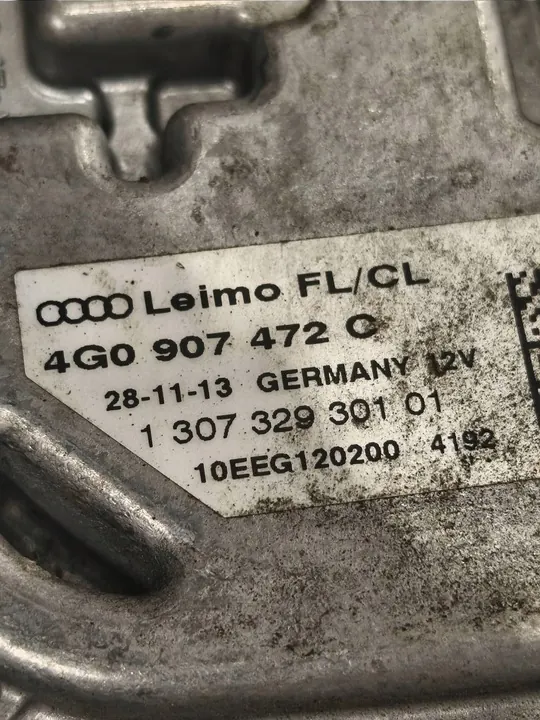 Leimo FL/CL
4G0 907 472 C
28-11-13 GERMANY 12V
1 307 329 301 01
10EEG120200 4192